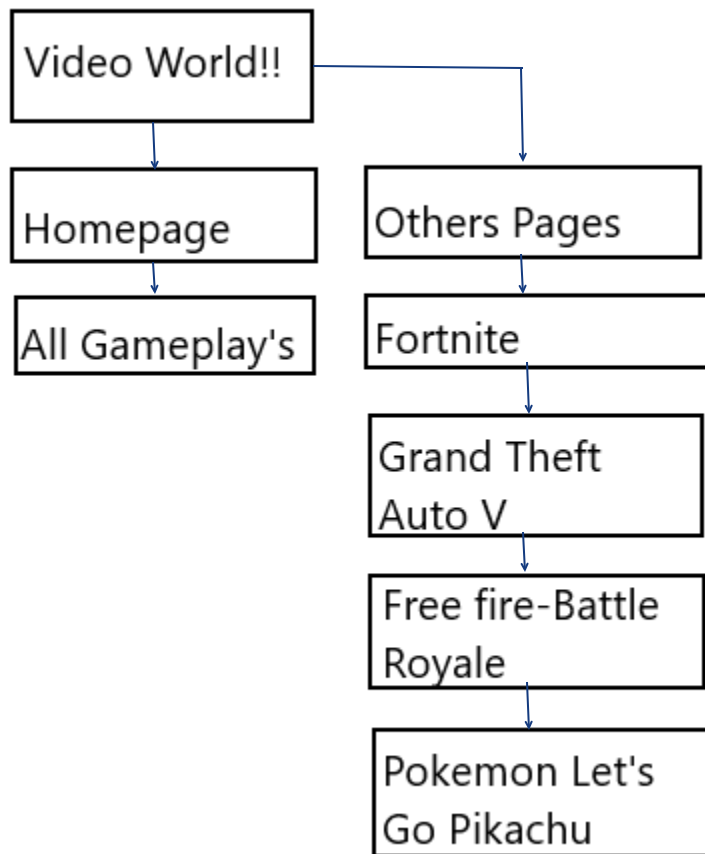 Video World!!
Homepage
All Gameplay's
Others Pages
Fortnite
Grand Theft
Auto V
Free fire-Battle
Royale
Pokemon Let's
Go Pikachu